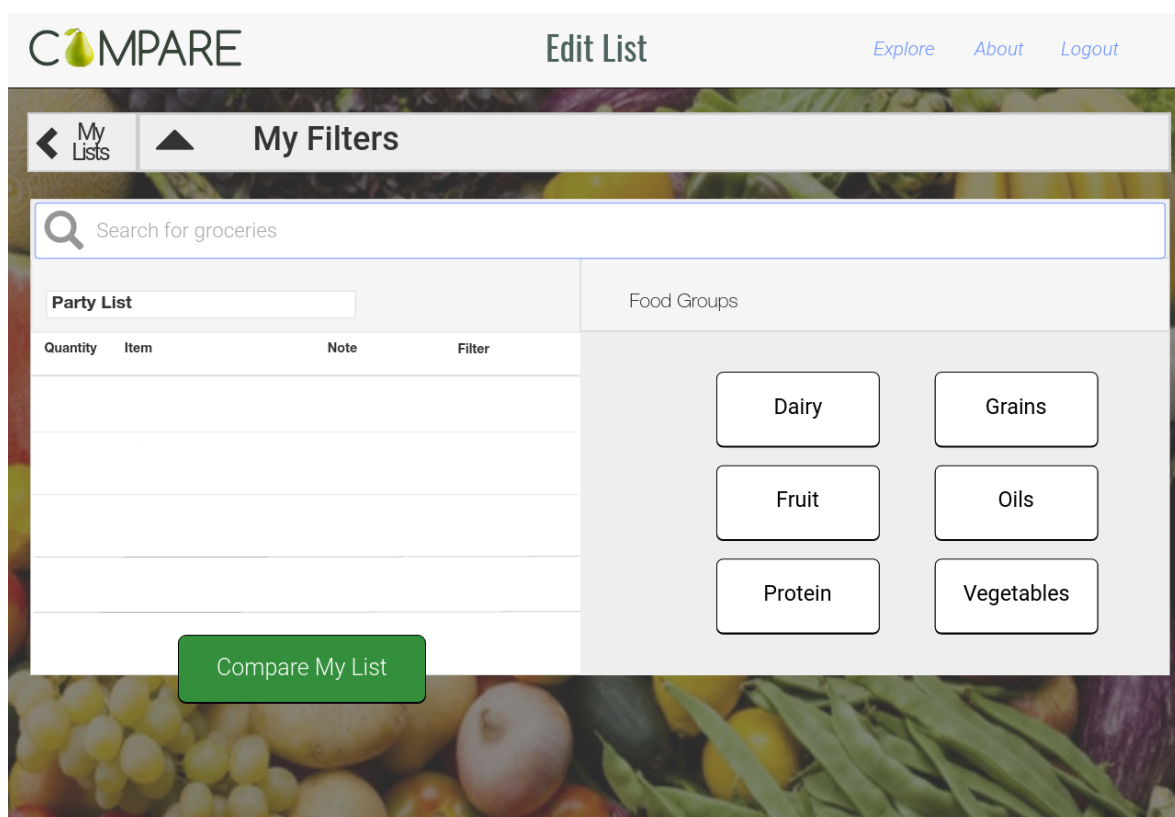 COMPARE
Edit List
Explore About Logout
My
Lists
My Filters
Search for groceries
Party List
Food Groups
Quantity Item Note Filter
Dairy Grains
Fruit Oils
Protein Vegetables
Compare My List